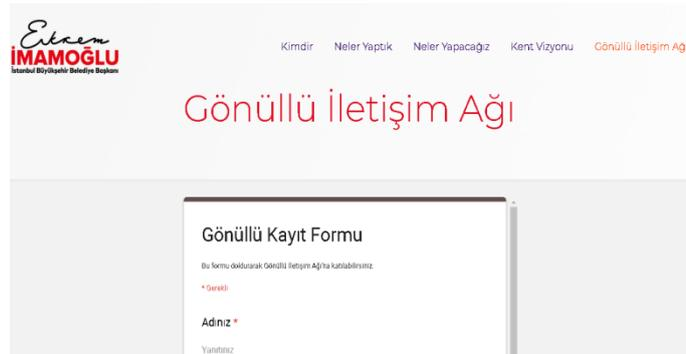 Ekrem
İMAMOĞLU
İstanbul Büyükşehir Belediye Başkanı
Kimdir Neler Yaptık Neler Yapacağız Kent Vizyonu Gönüllü İletişim Ağ
Gönüllü İletişim Ağı
Gönüllü Kayıt Formu
Bu formu doldurarak Gönüllü İletişim Ağı'na katılabilirsiniz.
* Gerekli
Adınız *
Yanıtınız